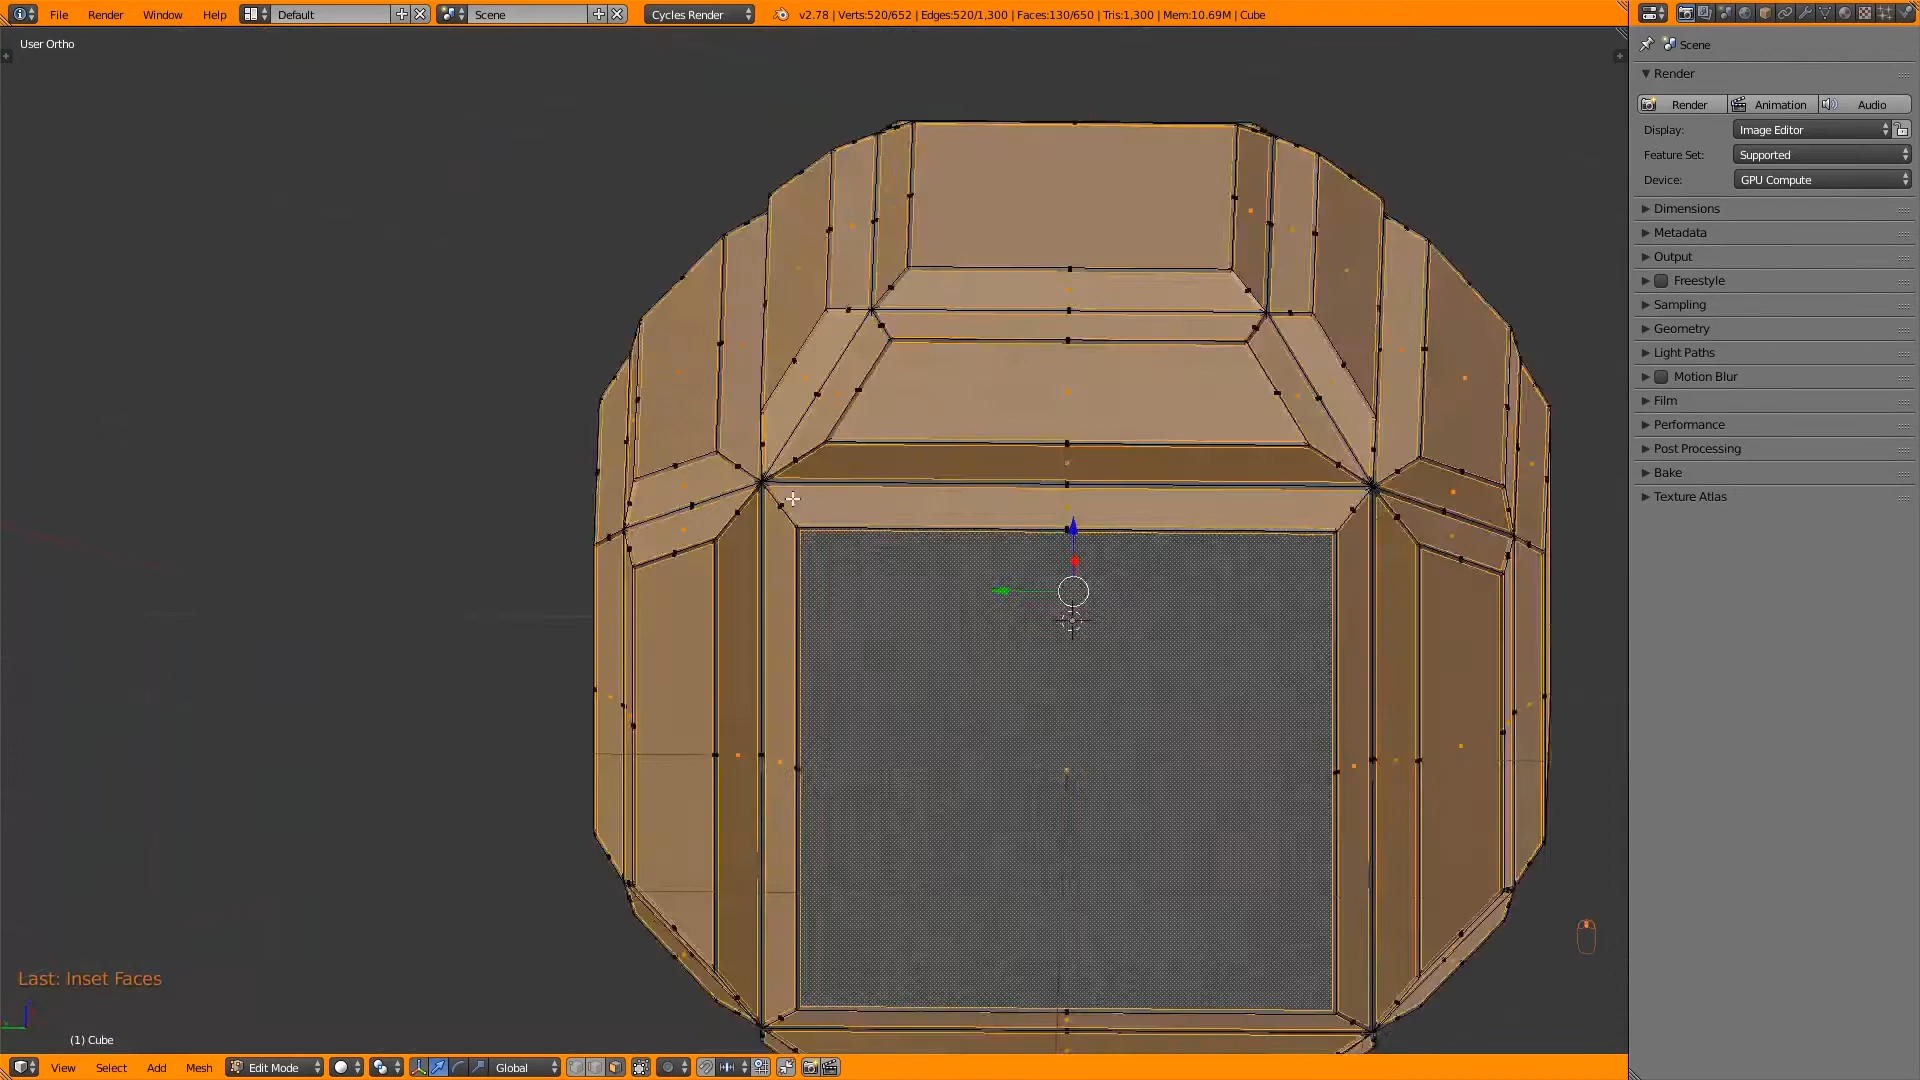 File Render Window Help Default Scene Cycles Render v2.78 | Verts:520/652 | Edges:520/1,300 | Faces:130/650 | Tris:1,300 | Mem:10.69M | Cube
User Ortho
Scene
Render
Render Animation Audio
Display: Image Editor
Feature Set: Supported
Device: GPU Compute
Dimensions
Metadata
Output
Freestyle
Sampling
Geometry
Light Paths
Motion Blur
Film
Performance
Post Processing
Bake
Texture Atlas
Last: Inset Faces
(1) Cube
View Select Add Mesh Edit Mode Global